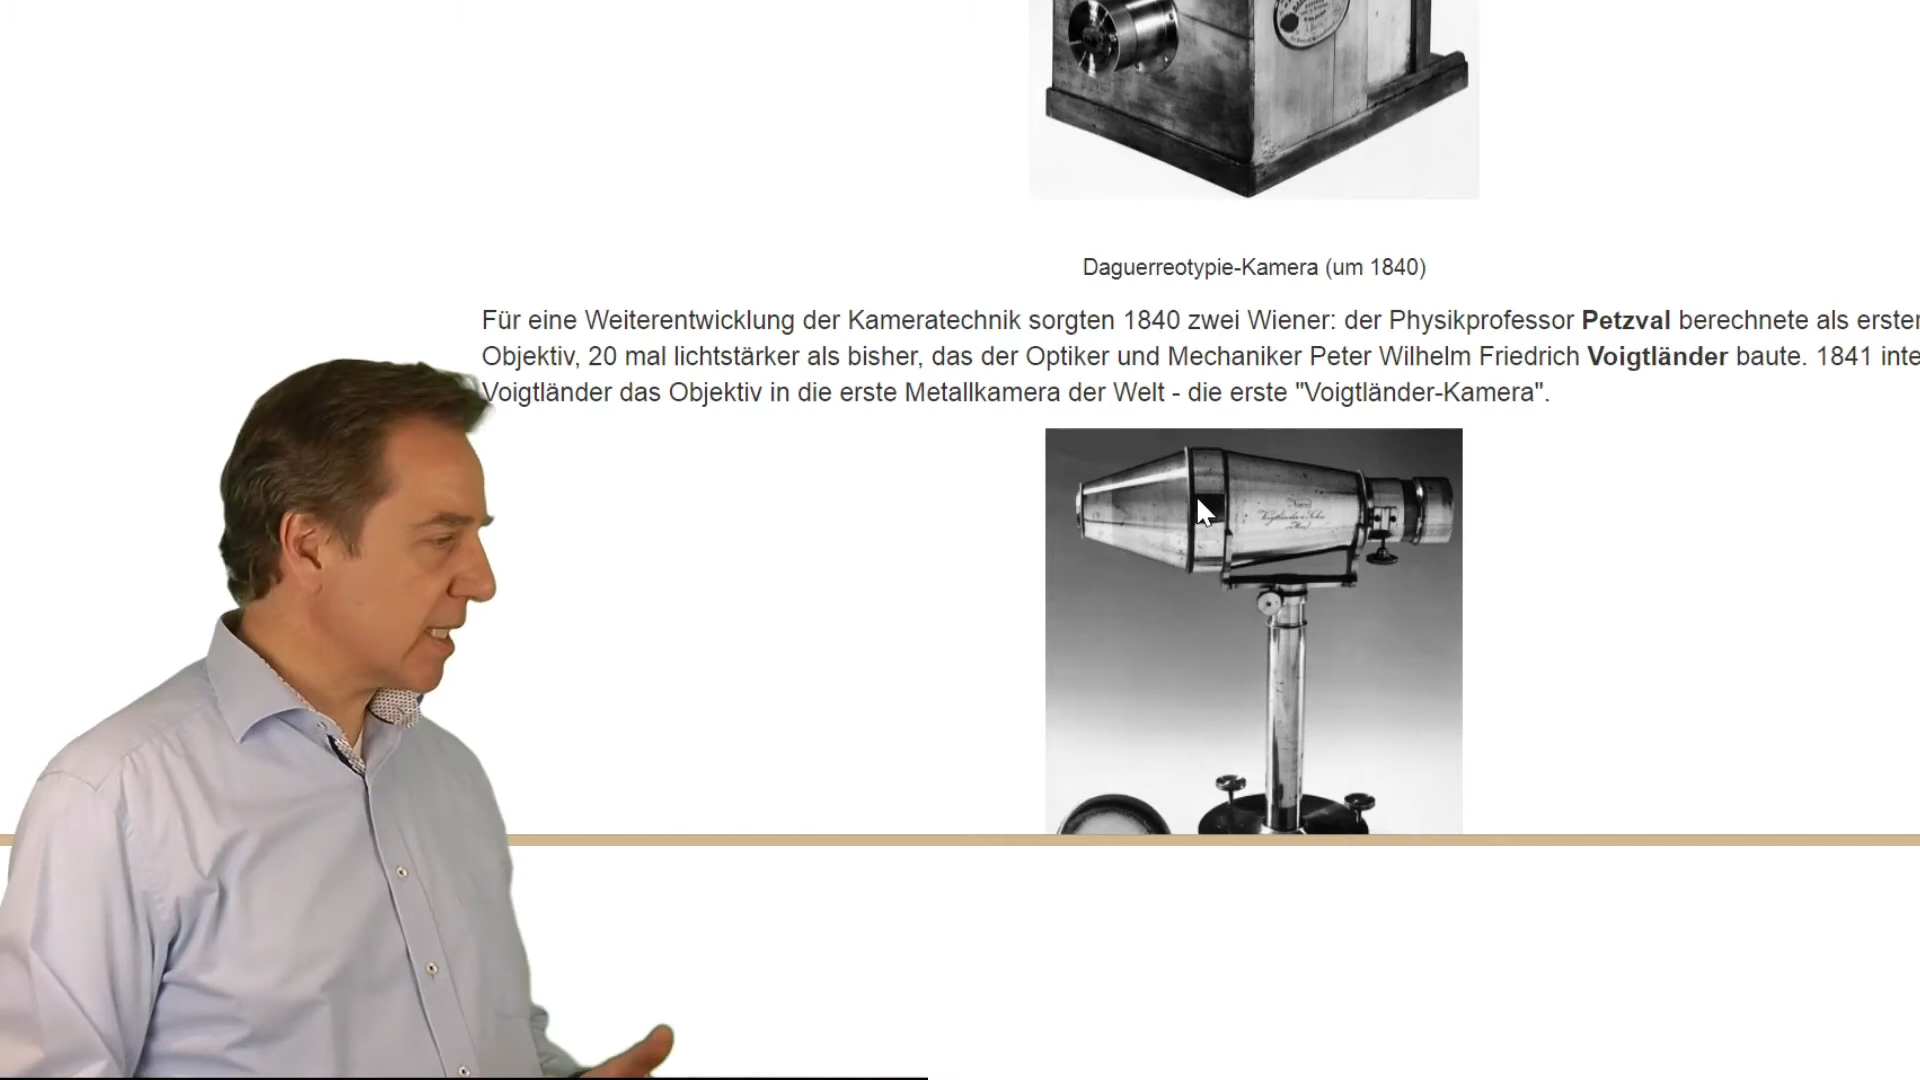 Daguerreotypie-Kamera (um 1840)
Für eine Weiterentwicklung der Kameratechnik sorgten 1840 zwei Wiener: der Physikprofessor Petzval berechnete als erster
Objektiv, 20 mal lichtstärker als bisher, das der Optiker und Mechaniker Peter Wilhelm Friedrich Voigtländer baute. 1841 inte
Voigtländer das Objektiv in die erste Metallkamera der Welt - die erste "Voigtländer-Kamera".